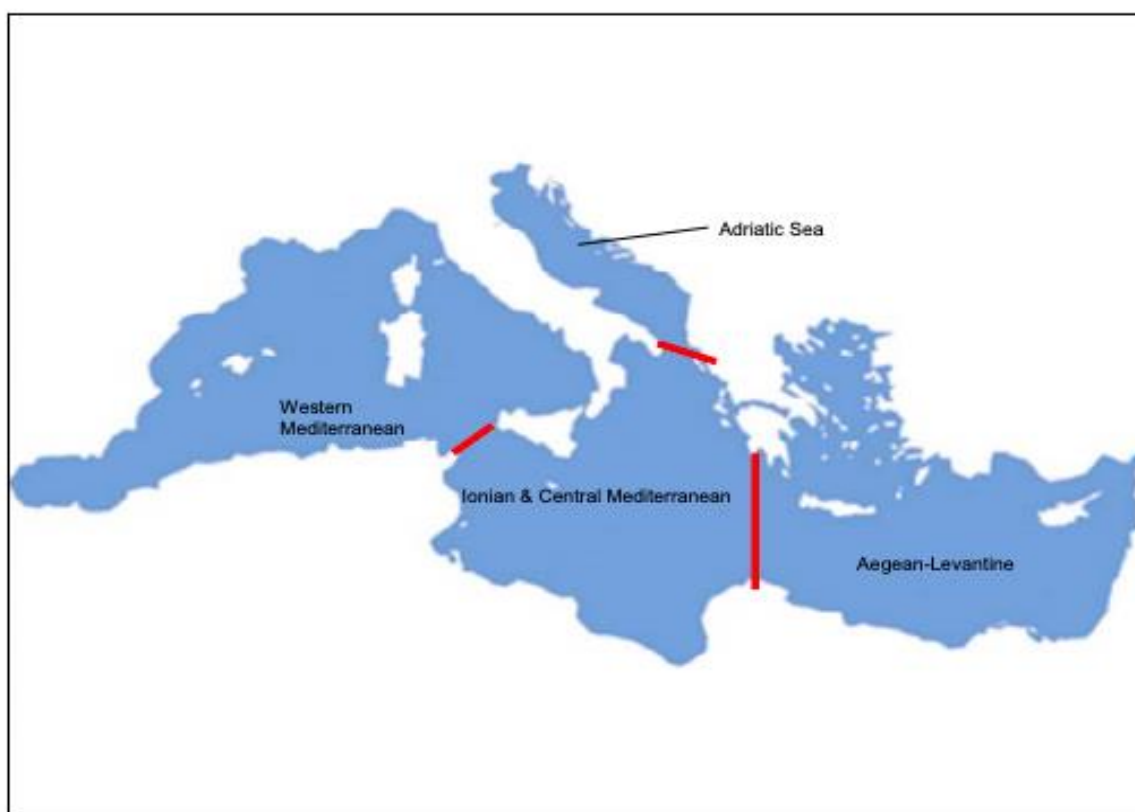 Adriatic Sea
Western
Mediterranean
Ionian & Central Mediterranean
Aegean-Levantine